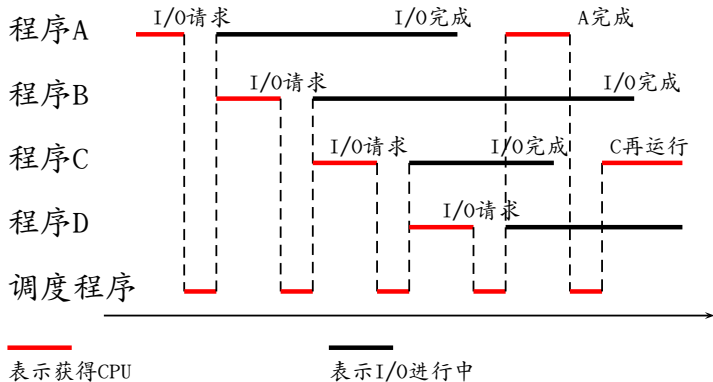 程序A I/O请求 I/O完成 A完成
程序B I/O请求 I/O完成
程序C I/O请求 I/O完成 C再运行
程序D I/O请求
调度程序
表示获得CPU 表示I/O进行中